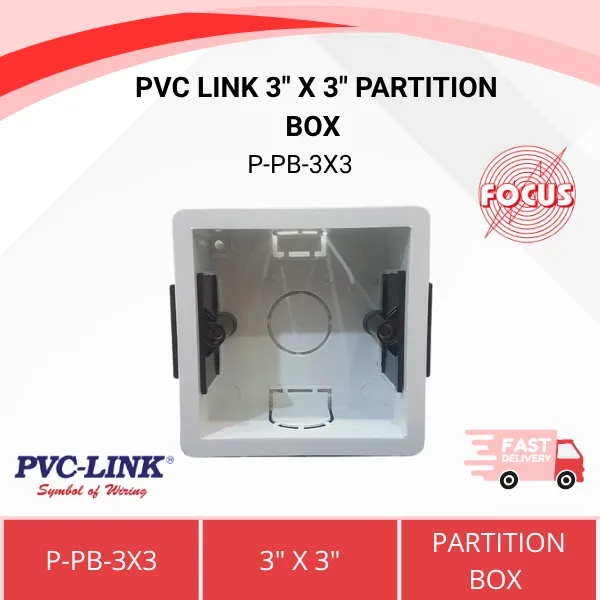 PVC LINK 3" X 3" PARTITION
BOX
P-PB-3X3
FOCUS
PVC-LINK®
Symbol of Wiring
FAST
DELIVERY
P-PB-3X3
3" X 3"
PARTITION
BOX